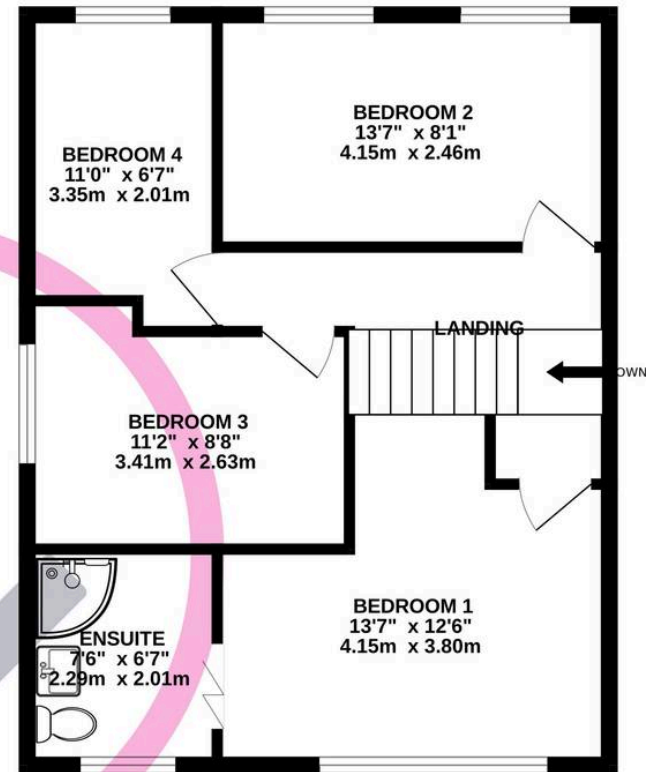 BEDROOM 2
13'7" x 8'1"
4.15m x 2.46m
BEDROOM 4
11'0" x 6'7"
3.35m x 2.01m
LANDING
OWN
BEDROOM 3
11'2" x 8'8"
3.41m x 2.63m
BEDROOM 1
13'7" x 12'6"
4.15m x 3.80m
ENSUITE
7'6" x 6'7"
2.29m x 2.01m